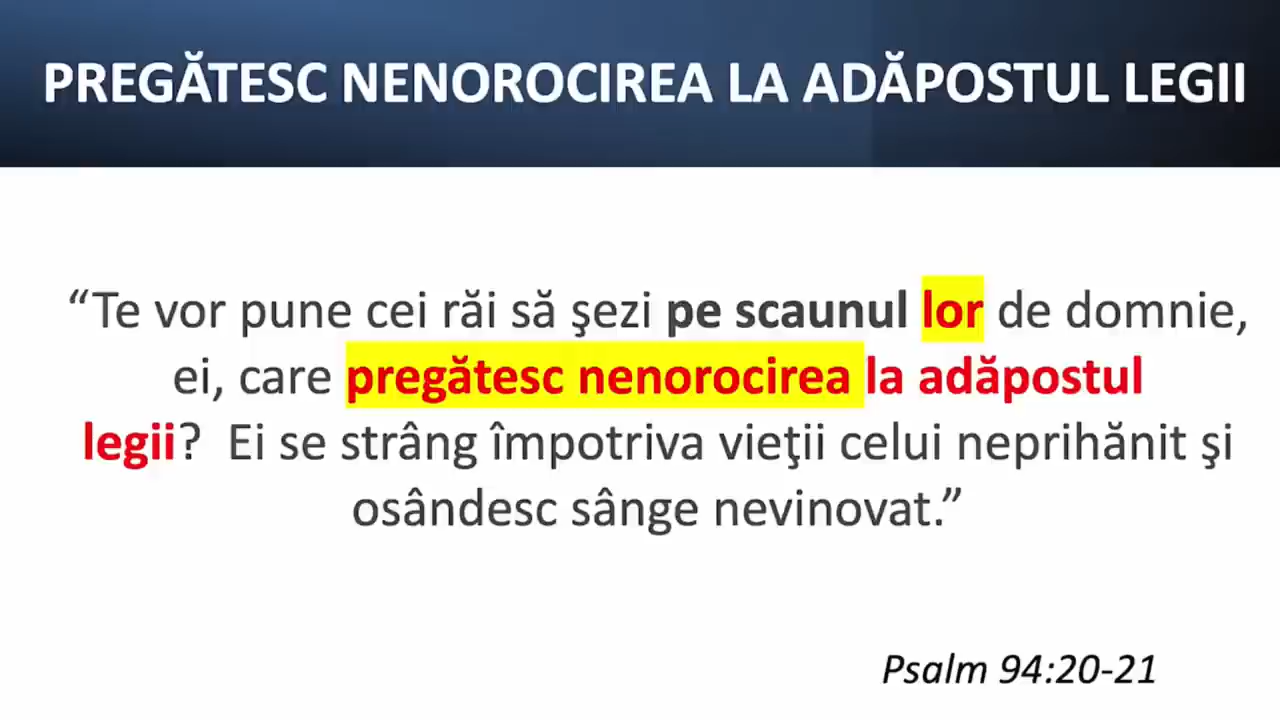 PREGĂTESC NENOROCIREA LA ADĂPOSTUL LEGII
“Te vor pune cei răi să şezi pe scaunul lor de domnie,
ei, care pregătesc nenorocirea la adăpostul
legii?  Ei se strâng împotriva vieţii celui neprihănit şi
osândesc sânge nevinovat.”
Psalm 94:20-21